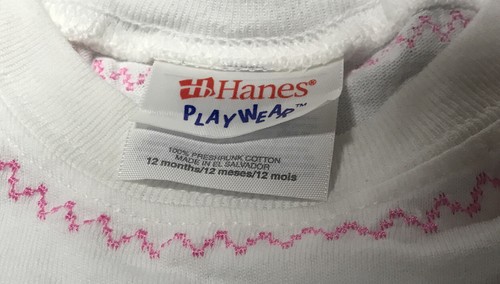 Hanes®
PLAYWEAR™
100% PRESHRUNK COTTON
MADE IN EL SALVADOR
12 months/12 meses/12 mois